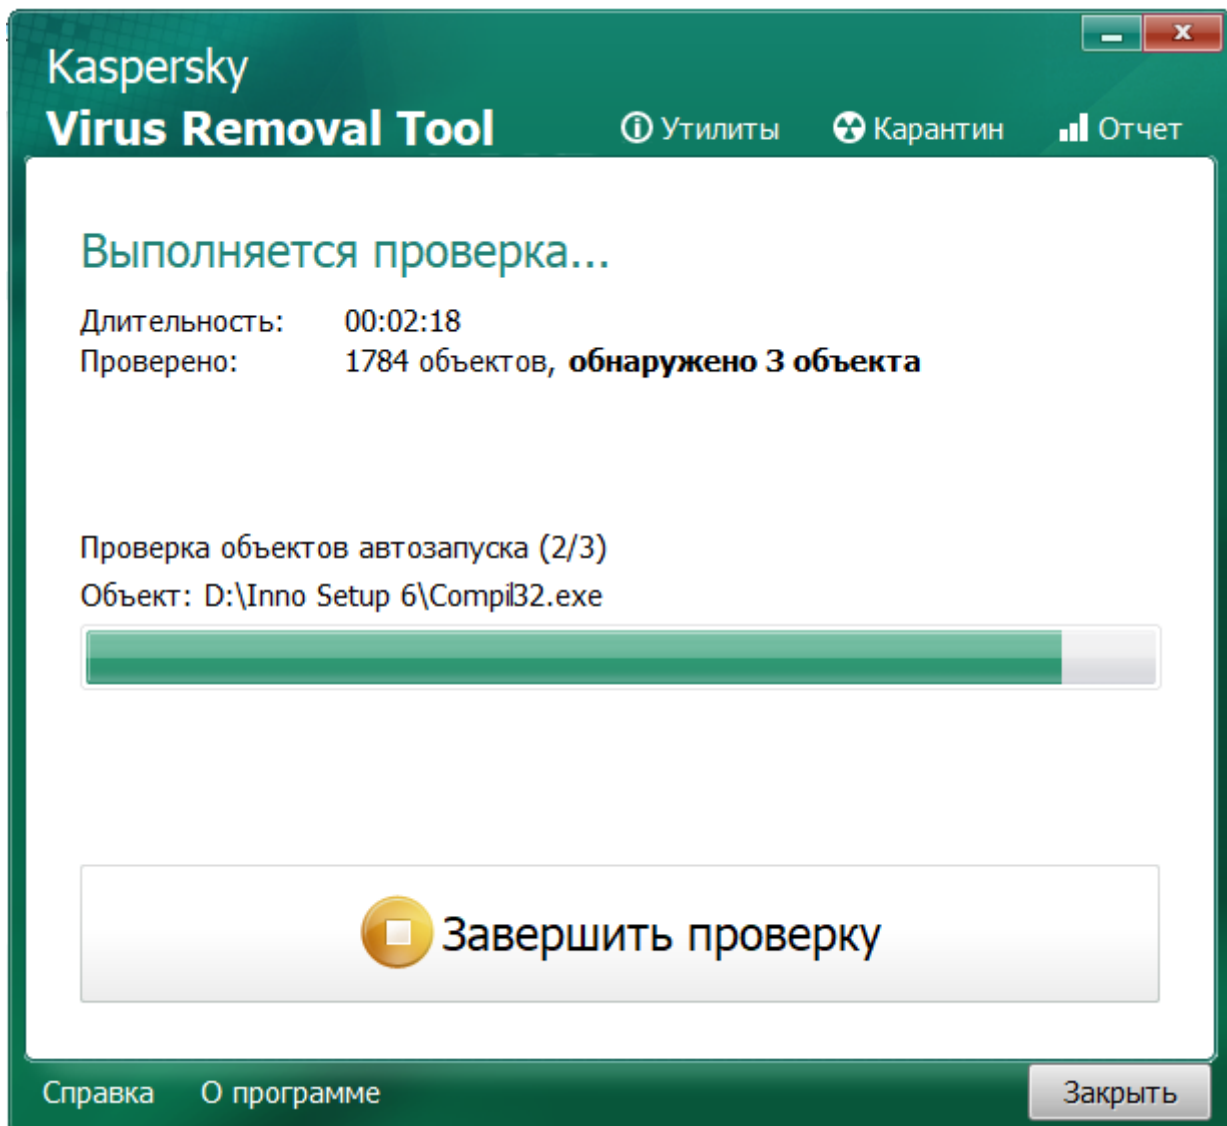 Kaspersky
Virus Removal Tool
Утилиты Карантин Отчет
Выполняется проверка...
Длительность: 00:02:18
Проверено: 1784 объектов, обнаружено 3 объекта
Проверка объектов автозапуска (2/3)
Объект: D:\Inno Setup 6\Compil32.exe
Завершить проверку
Справка О программе Закрыть